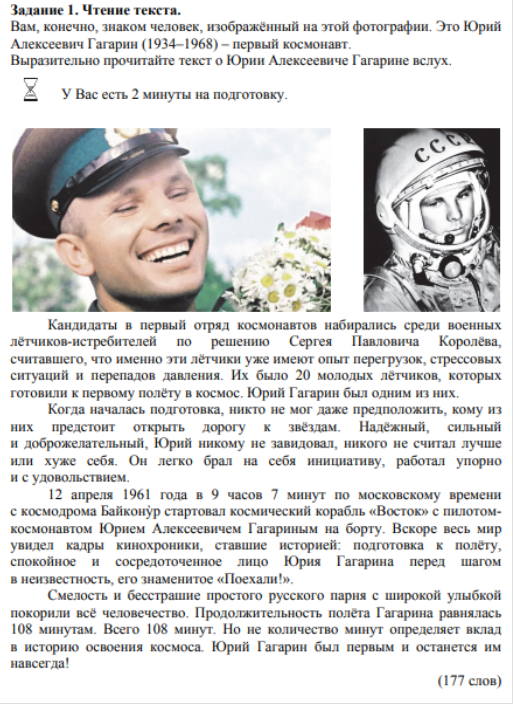 Задание 1. Чтение текста.
Вам, конечно, знаком человек, изображённый на этой фотографии. Это Юрий
Алексеевич Гагарин (1934–1968) – первый космонавт.
Выразительно прочитайте текст о Юрии Алексеевиче Гагарине вслух.
У Вас есть 2 минуты на подготовку.
СССР
Кандидаты в первый отряд космонавтов набирались среди военных
лётчиков-истребителей по решению Сергея Павловича Королёва,
считавшего, что именно эти лётчики уже имеют опыт перегрузок, стрессовых
ситуаций и перепадов давления. Их было 20 молодых лётчиков, которых
готовили к первому полёту в космос. Юрий Гагарин был одним из них.
Когда началась подготовка, никто не мог даже предположить, кому из
них предстоит открыть дорогу к звёздам. Надёжный, сильный
и доброжелательный, Юрий никому не завидовал, никого не считал лучше
или хуже себя. Он легко брал на себя инициативу, работал упорно
и с удовольствием.
12 апреля 1961 года в 9 часов 7 минут по московскому времени
с космодрома Байкону́р стартовал космический корабль «Восток» с пилотом-
космонавтом Юрием Алексеевичем Гагариным на борту. Вскоре весь мир
увидел кадры кинохроники, ставшие историей: подготовка к полёту,
спокойное и сосредоточенное лицо Юрия Гагарина перед шагом
в неизвестность, его знаменитое «Поехали!».
Смелость и бесстрашие простого русского парня с широкой улыбкой
покорили всё человечество. Продолжительность полёта Гагарина равнялась
108 минутам. Всего 108 минут. Но не количество минут определяет вклад
в историю освоения космоса. Юрий Гагарин был первым и останется им
навсегда!
(177 слов)